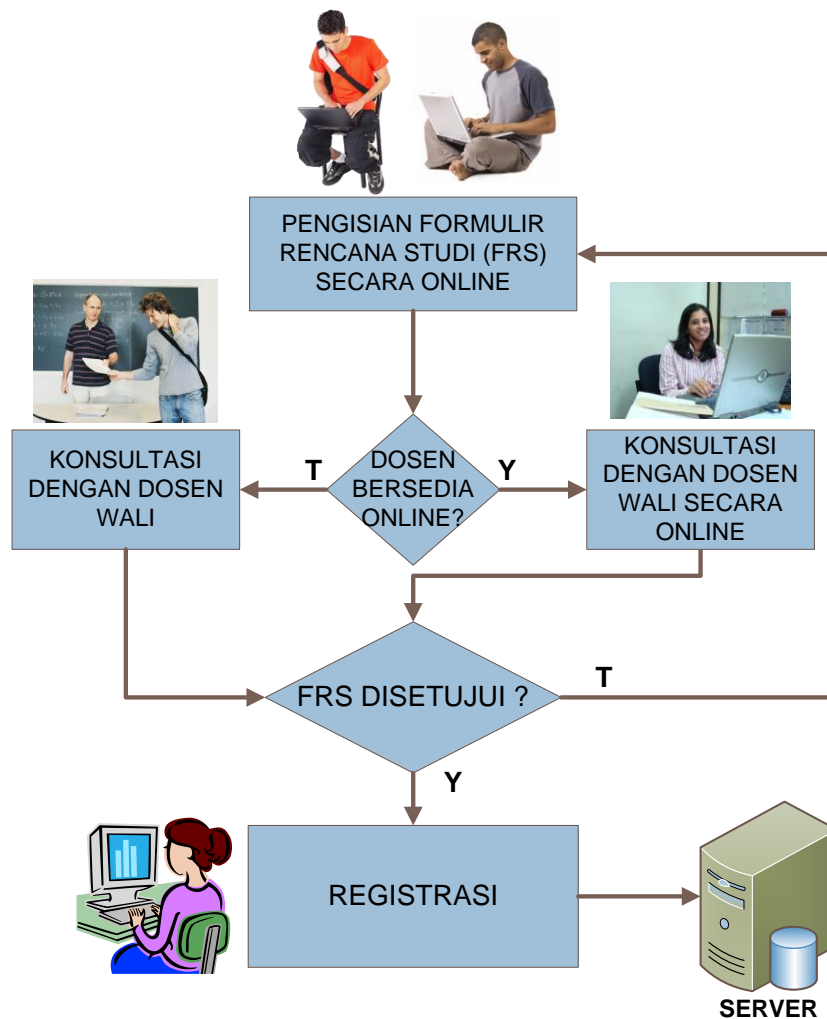 PENGISIAN FORMULIR
RENCANA STUDI (FRS)
SECARA ONLINE
KONSULTASI
DENGAN DOSEN
WALI
T
DOSEN
BERSEDIA
ONLINE?
Y
KONSULTASI
DENGAN DOSEN
WALI SECARA
ONLINE
FRS DISETUJUI ?
T
Y
REGISTRASI
SERVER